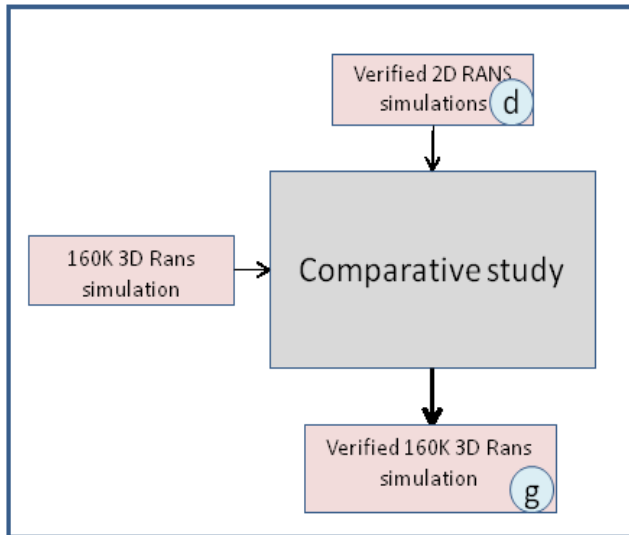 Verified 2D RANS
simulations
d
160K 3D Rans
simulation
Comparative study
Verified 160K 3D Rans
simulation
g